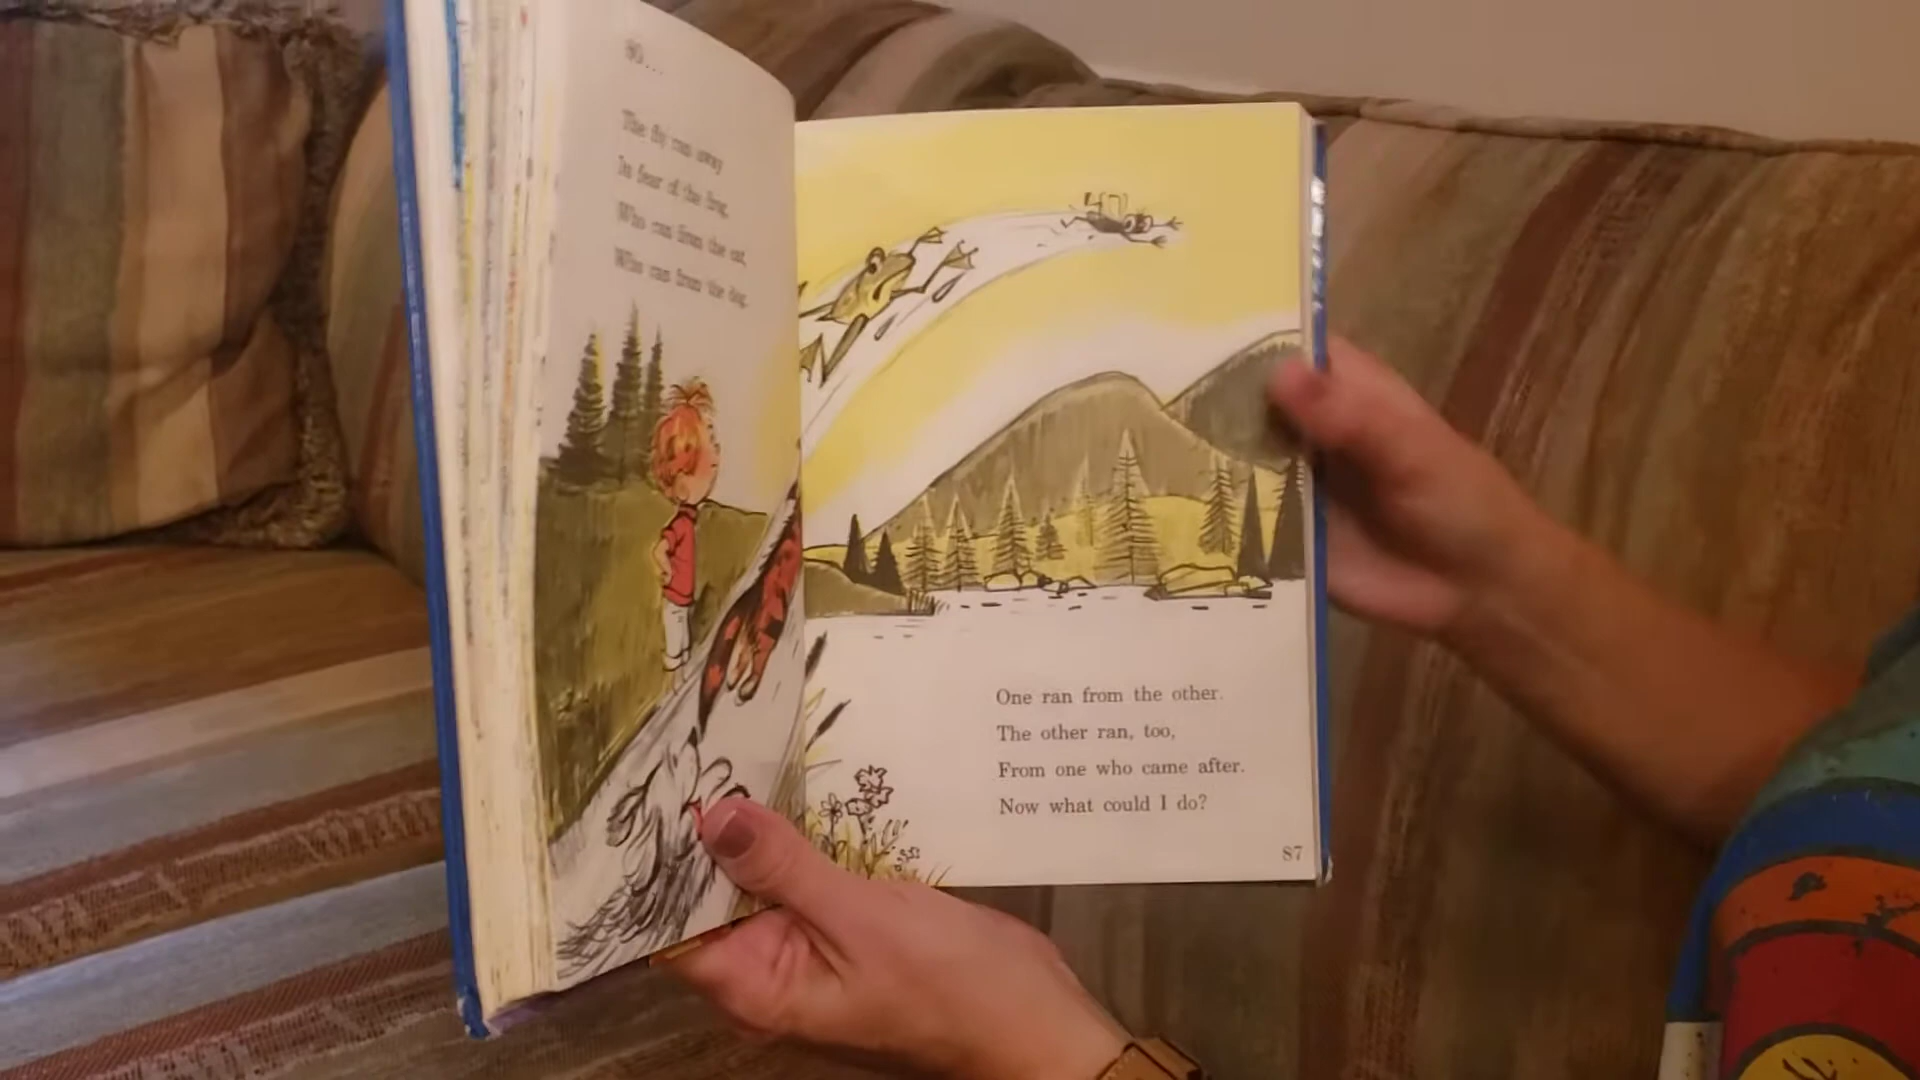 SO...
The fly ran away
In fear of the frog,
Who ran from the cat,
Who ran from the dog.
One ran from the other.
The other ran, too,
From one who came after.
Now what could I do?
87